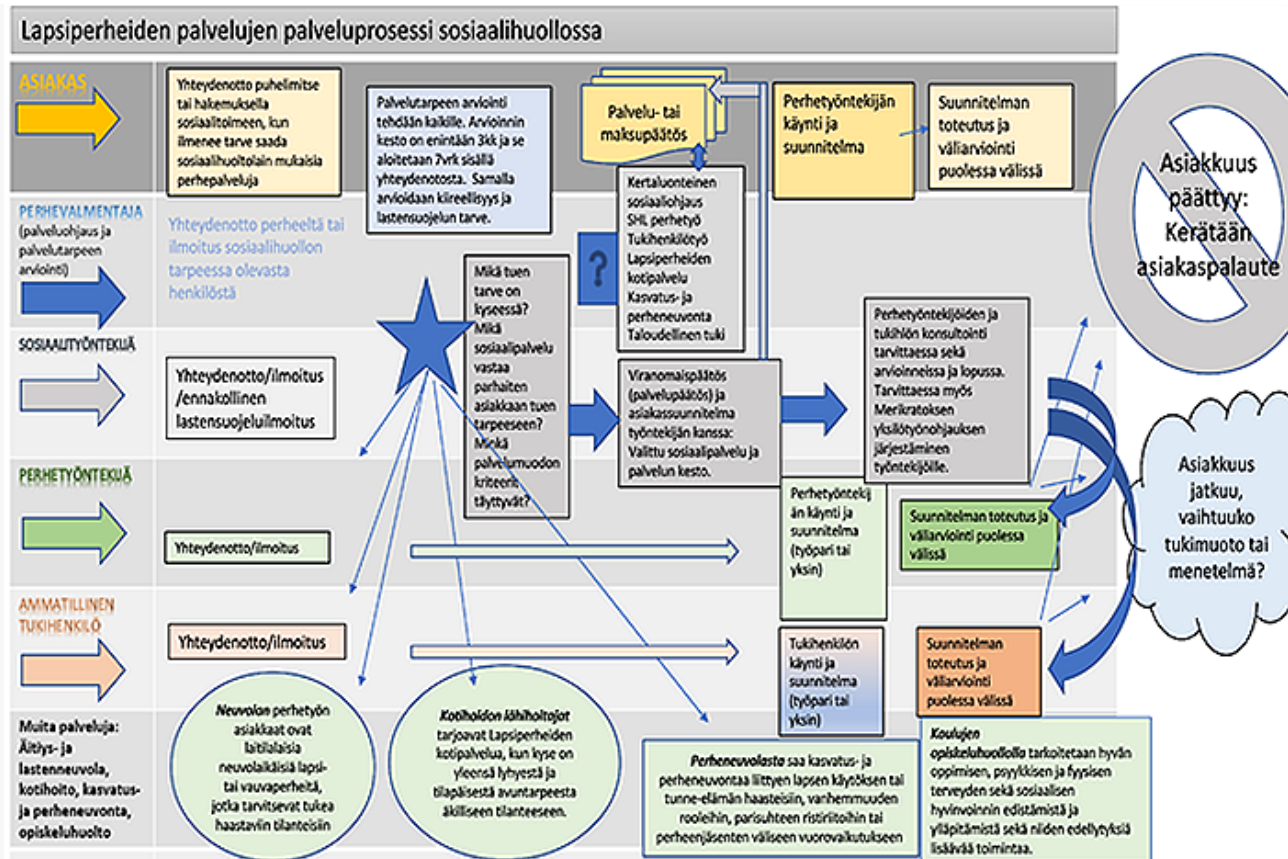 Lapsiperheiden palvelujen palveluprosessi sosiaalihuollossa
ASIAKAS
Yhteydenotto puhelimitse
tai hakemuksella
sosiaalitoimeen, kun
ilmenee tarve saada
sosiaalihuoltolain mukaisia
perhepalveluja
Palvelutarpeen arviointi
tehdään kaikille. Arvioinnin
kesto on enintään 3kk ja se
aloitetaan 7vrk sisällä
yhteydenotosta. Samalla
arvioidaan kiireellisyys ja
lastensuojelun tarve.
Palvelu- tai
maksupäätös
Perhetyöntekijän
käynti ja
suunnitelma
Suunnitelman
toteutus ja
väliarviointi
puolessa välissä
Asiakkuus
päättyy:
Kerätään
asiakaspalaute
PERHEVALMENTAJA
(palveluohjaus ja
palvelutarpeen
arviointi)
Yhteydenotto perheeltä tai
ilmoitus sosiaalihuollon
tarpeessa olevasta
henkilöstä
Mikä tuen
tarve on
kyseessä?
Mikä
sosiaalipalvelu
vastaa
parhaiten
asiakkaan tuen
tarpeeseen?
Minkä
palvelumuodon
kriteerit
täyttyvät?
?
Kertaluonteinen
sosiaaliohjaus
SHL perhetyö
Tukihenkilötyö
Lapsiperheiden
kotipalvelu
Kasvatus- ja
perheneuvonta
Taloudellinen tuki
SOSIAALITYÖNTEKIJÄ
Yhteydenotto/ilmoitus
/ennakollinen
lastensuojeluilmoitus
Viranomaispäätös
(palvelupäätös) ja
asiakassuunnitelma
työntekijän kanssa:
Valittu sosiaalipalvelu ja
palvelun kesto.
Perhetyöntekijöiden ja
tukihlön konsultointi
tarvittaessa sekä
arvioinneissa ja lopussa.
Tarvittaessa myös
Merikratoksen
yksilötyönohjauksen
järjestäminen
työntekijöille.
Asiakkuus
jatkuu,
vaihtuuko
tukimuoto tai
menetelmä?
PERHETYÖNTEKIJÄ
Yhteydenotto/ilmoitus
Perhetyöntekij
än käynti ja
suunnitelma
(työpari tai
yksin)
Suunnitelman toteutus ja
väliarviointi puolessa
välissä
AMMATILLINEN
TUKIHENKILÖ
Yhteydenotto/ilmoitus
Tukihenkilön
käynti ja
suunnitelma
(työpari tai
yksin)
Suunnitelman
toteutus ja
väliarviointi
puolessa välissä
Muita palveluja:
Äitiys- ja
lastenneuvola,
kotihoito, kasvatus-
ja perheneuvonta,
opiskeluhuolto
Neuvolan perhetyön
asiakkaat ovat
laitilalaisia
neuvolaikäisiä lapsi-
tai vauvaperheitä,
jotka tarvitsevat tukea
haastaviin tilanteisiin
Kotihoidon lähihoitajat
tarjoavat Lapsiperheiden
kotipalvelua, kun kyse on
yleensä lyhyestä ja
tilapäisestä avuntarpeesta
äkilliseen tilanteeseen.
Perheneuvolasta saa kasvatus- ja
perheneuvontaa liittyen lapsen käytöksen tai
tunne-elämän haasteisiin, vanhemmuuden
rooleihin, parisuhteen ristiriitoihin tai
perheenjäsenten väliseen vuorovaikutukseen
Koulujen
opiskeluhuollolla tarkoitetaan hyvän
oppimisen, psyykkisen ja fyysisen
terveyden sekä sosiaalisen
hyvinvoinnin edistämistä ja
ylläpitämistä sekä niiden edellytyksiä
lisäävää toimintaa.